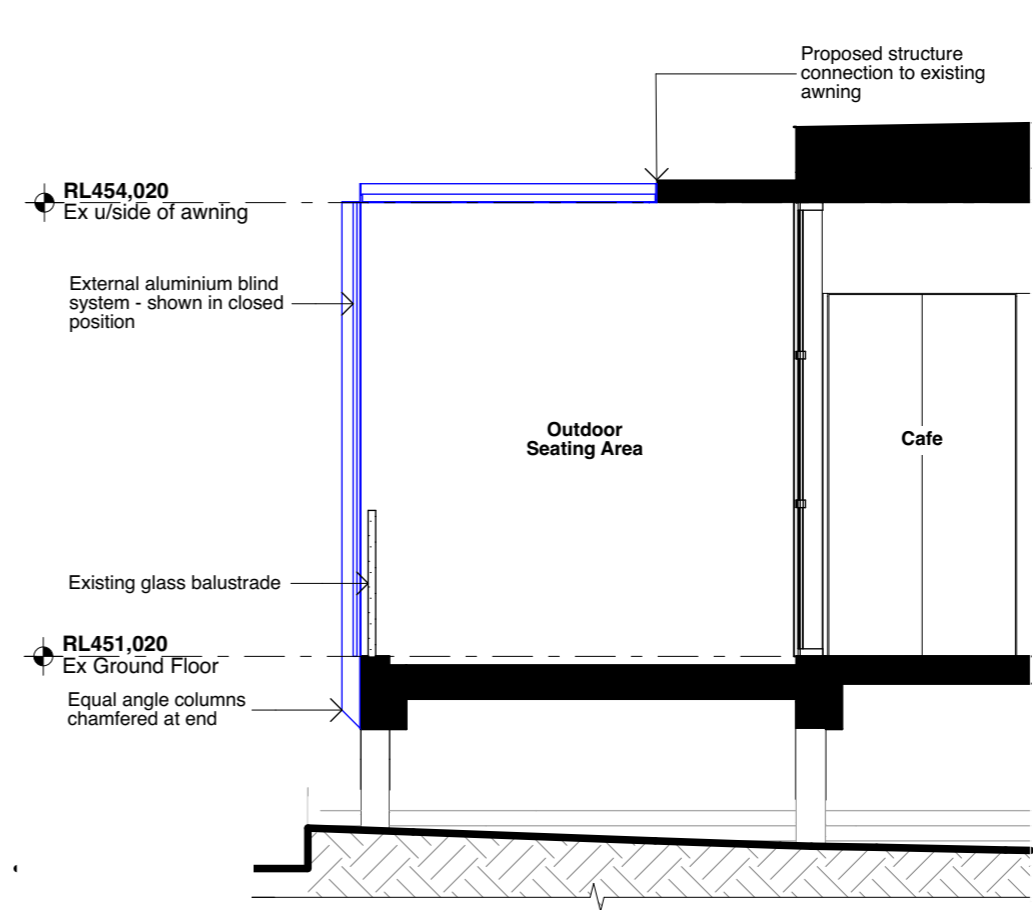 Proposed structure
connection to existing
awning
RL454,020
Ex u/side of awning
External aluminium blind
system - shown in closed
position
Outdoor
Seating Area
Cafe
Existing glass balustrade
RL451,020
Ex Ground Floor
Equal angle columns
chamfered at end